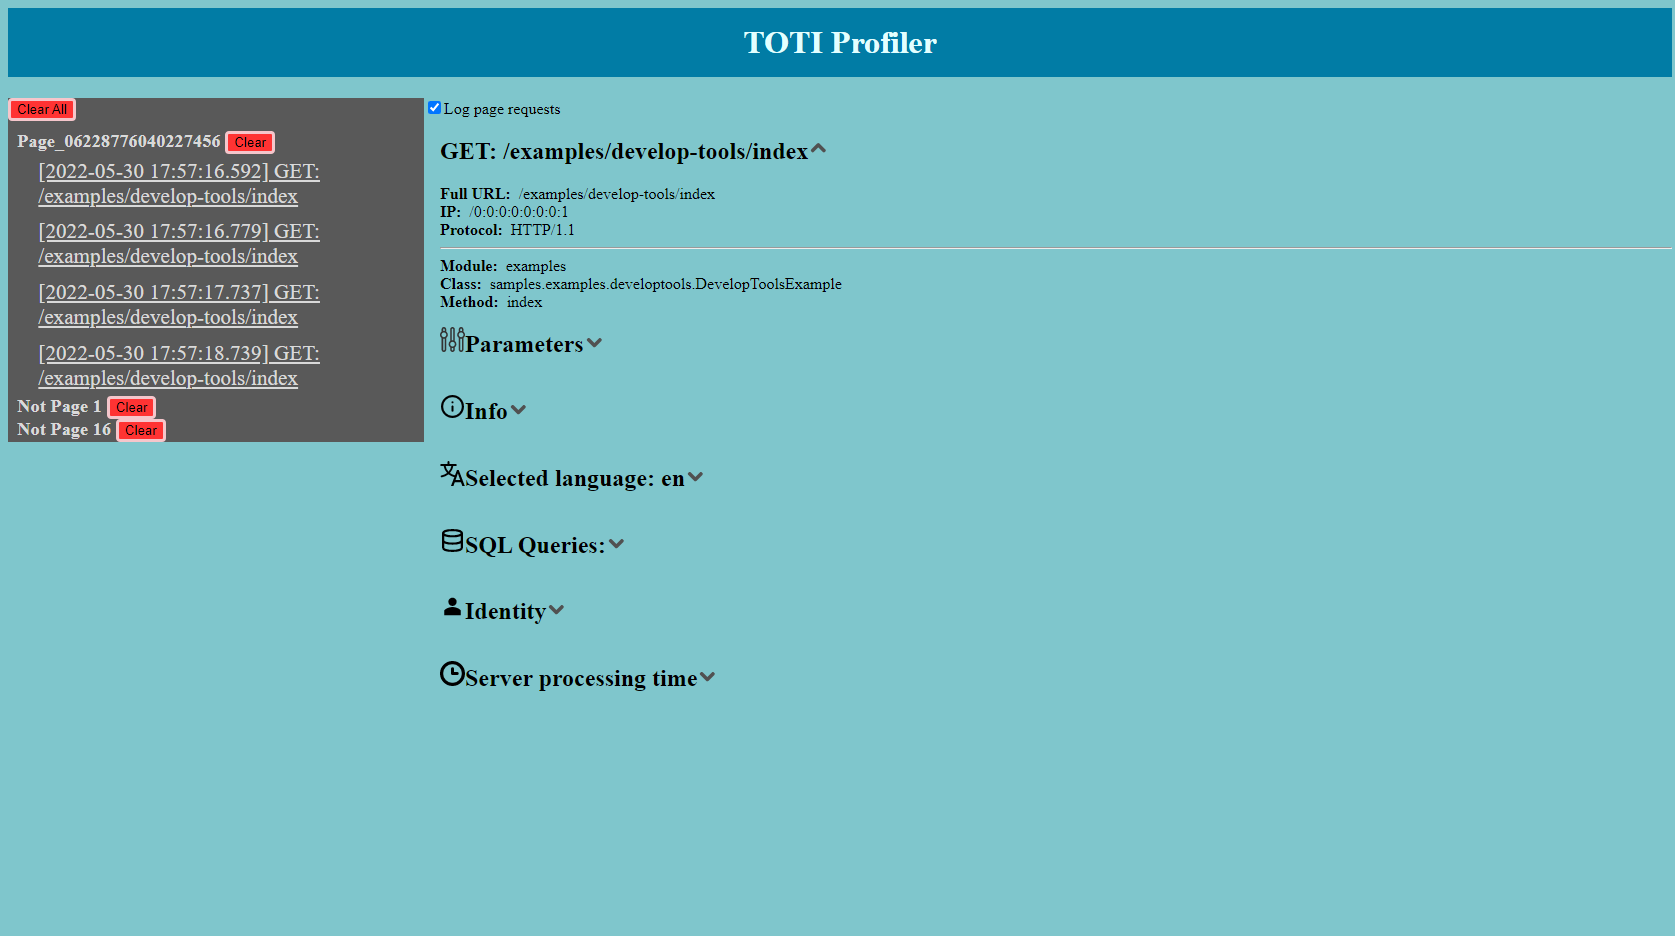 TOTI Profiler
Clear All
Page_06228776040227456 Clear
[2022-05-30 17:57:16.592] GET:
/examples/develop-tools/index
[2022-05-30 17:57:16.779] GET:
/examples/develop-tools/index
[2022-05-30 17:57:17.737] GET:
/examples/develop-tools/index
[2022-05-30 17:57:18.739] GET:
/examples/develop-tools/index
Not Page 1 Clear
Not Page 16 Clear
Log page requests
GET: /examples/develop-tools/index
Full URL: /examples/develop-tools/index
IP: /0:0:0:0:0:0:0:1
Protocol: HTTP/1.1
Module: examples
Class: samples.examples.developtools.DevelopToolsExample
Method: index
Parameters
Info
Selected language: en
SQL Queries:
Identity
Server processing time